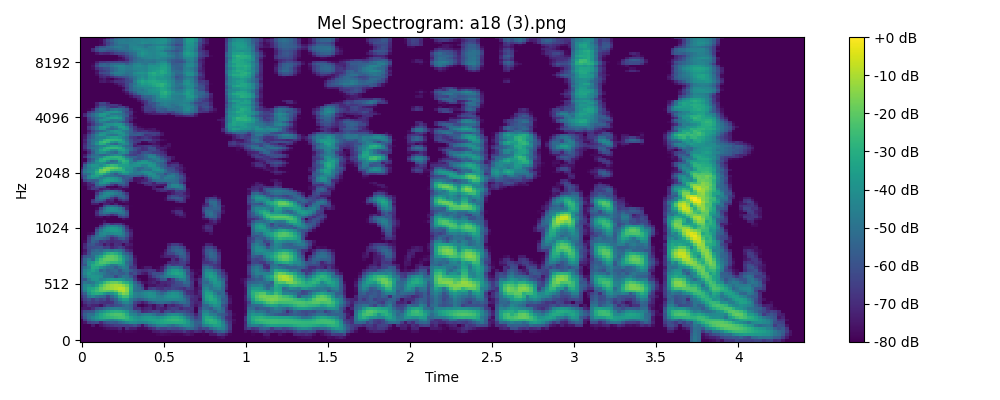 Mel Spectrogram: a18 (3).png
8192
4096
2048
1024
512
0
Hz
0 0.5 1 1.5 2 2.5 3 3.5 4
Time
+0 dB
-10 dB
-20 dB
-30 dB
-40 dB
-50 dB
-60 dB
-70 dB
-80 dB